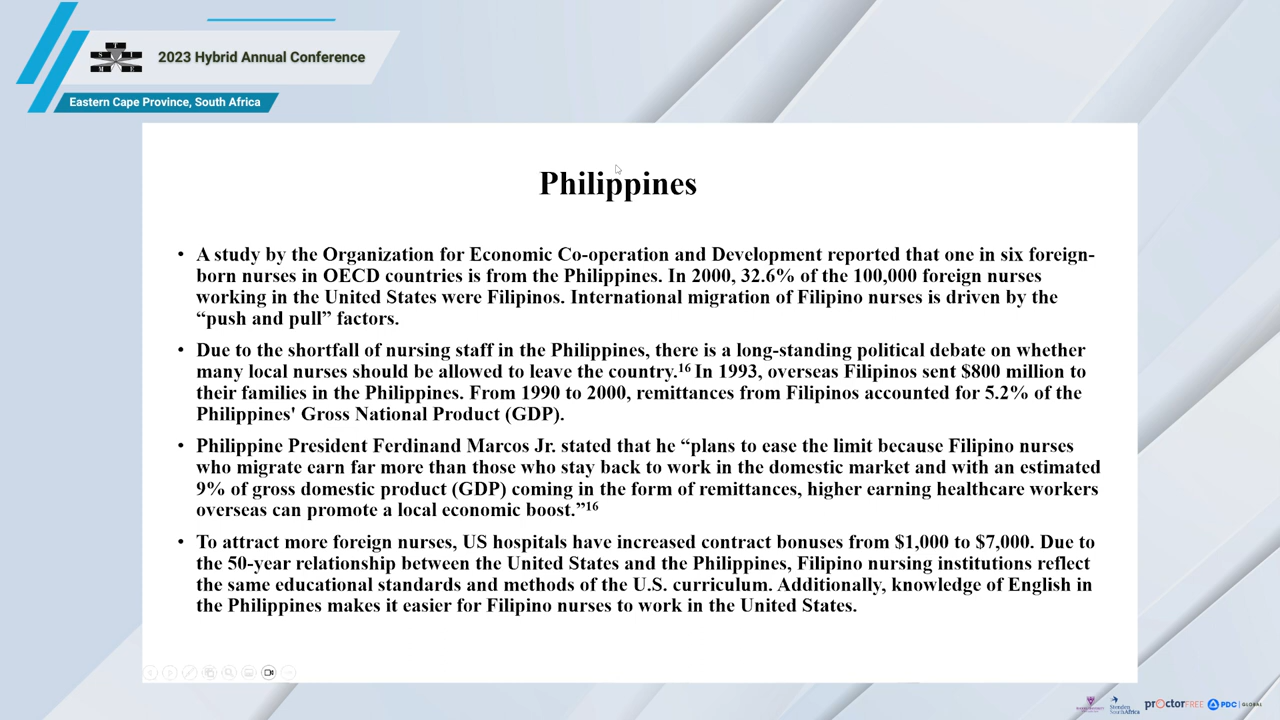 2023 Hybrid Annual Conference
Eastern Cape Province, South Africa
Philippines
• A study by the Organization for Economic Co-operation and Development reported that one in six foreign-
born nurses in OECD countries is from the Philippines. In 2000, 32.6% of the 100,000 foreign nurses
working in the United States were Filipinos. International migration of Filipino nurses is driven by the
“push and pull” factors.
• Due to the shortfall of nursing staff in the Philippines, there is a long-standing political debate on whether
many local nurses should be allowed to leave the country.16 In 1993, overseas Filipinos sent $800 million to
their families in the Philippines. From 1990 to 2000, remittances from Filipinos accounted for 5.2% of the
Philippines' Gross National Product (GDP).
• Philippine President Ferdinand Marcos Jr. stated that he “plans to ease the limit because Filipino nurses
who migrate earn far more than those who stay back to work in the domestic market and with an estimated
9% of gross domestic product (GDP) coming in the form of remittances, higher earning healthcare workers
overseas can promote a local economic boost.”16
• To attract more foreign nurses, US hospitals have increased contract bonuses from $1,000 to $7,000. Due to
the 50-year relationship between the United States and the Philippines, Filipino nursing institutions reflect
the same educational standards and methods of the U.S. curriculum. Additionally, knowledge of English in
the Philippines makes it easier for Filipino nurses to work in the United States.
Stenden
South Africa
prOctorFREE
PDC | GLOBAL